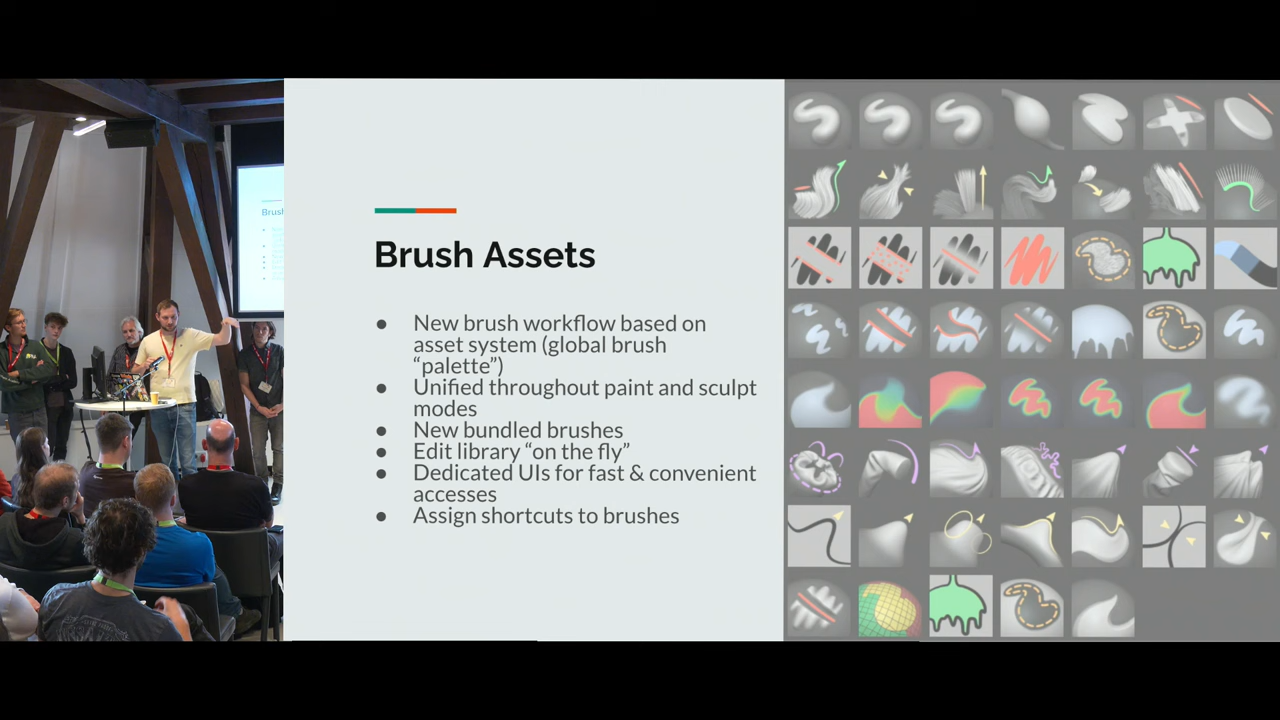 Brush Assets
● New brush workflow based on
asset system (global brush
“palette”)
● Unified throughout paint and sculpt
modes
● New bundled brushes
● Edit library “on the fly”
● Dedicated UIs for fast & convenient
accesses
● Assign shortcuts to brushes
Brush